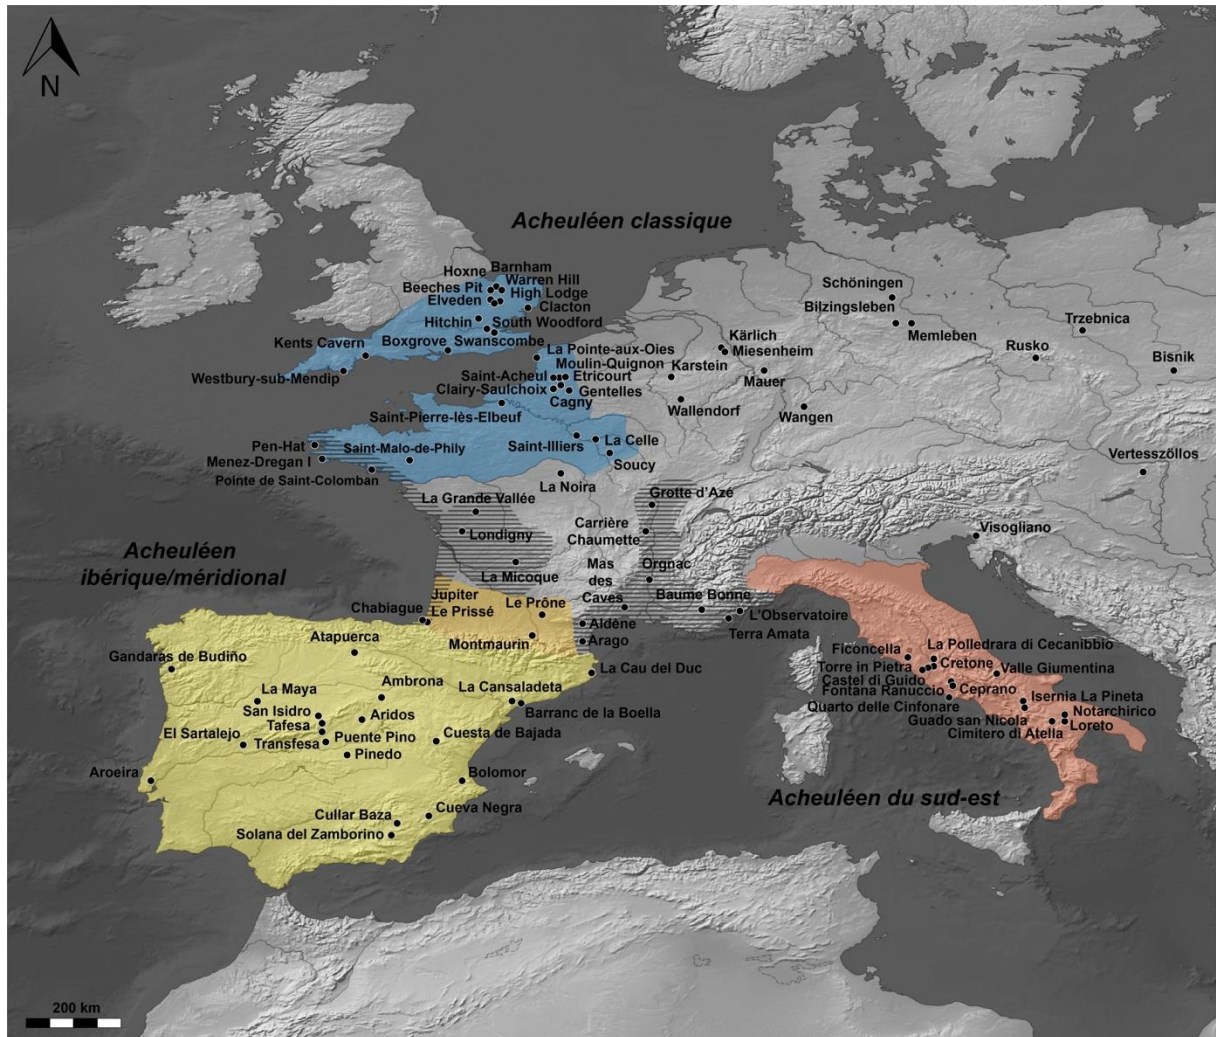 N
Acheuléen classique
Hoxne
Barnham
Warren Hill
Beeches Pit
High Lodge
Elveden
Clacton
Hitchin
South Woodford
Kents Cavern
Boxgrove
Swanscombe
Westbury-sub-Mendip
La Pointe-aux-Oies
Moulin-Quignon
Saint-Acheul
Etricourt
Clairy-Saulchoix
Gentelles
Cagny
Saint-Pierre-lès-Elbeuf
Schöningen
Bilzingsleben
Memleben
Trzebnica
Kärlich
Miesenheim
Karstein
Mauer
Rusko
Bisnik
Wallendorf
Wangen
Pen-Hat
Saint-Malo-de-Phily
Saint-Illiers
La Celle
Menez-Dregan I
Soucy
Pointe de Saint-Colomban
La Noira
Vertesszöllos
La Grande Vallée
Grotte d'Azé
Londigny
Carrière
Chaumette
Visogliano
Acheuléen
ibérique/méridional
La Micoque
Mas
des
Caves
Orgnac
Jupiter
Baume Bonne
Chabiague
Le Prissé
Le Prône
L'Observatoire
Aldène
Terra Amata
Atapuerca
Montmaurin
Arago
Gandaras de Budiño
La Cau del Duc
La Polledrara di Cecanibbio
Ficoncella
Cretone
Torre in Pietra
Valle Giumentina
Castel di Guido
Ceprano
Fontana Ranuccio
Isernia La Pineta
Quarto delle Cinfonare
Notarchirico
Guado san Nicola
Loreto
Cimitero di Atella
La Maya
Ambrona
La Cansaladeta
San Isidro
Aridos
Barranc de la Boella
Tafesa
El Sartalejo
Puente Pino
Cuesta de Bajada
Transfesa
Pinedo
Aroeira
Bolomor
Acheuléen du sud-est
Cullar Baza
Cueva Negra
Solana del Zamborino
200 km